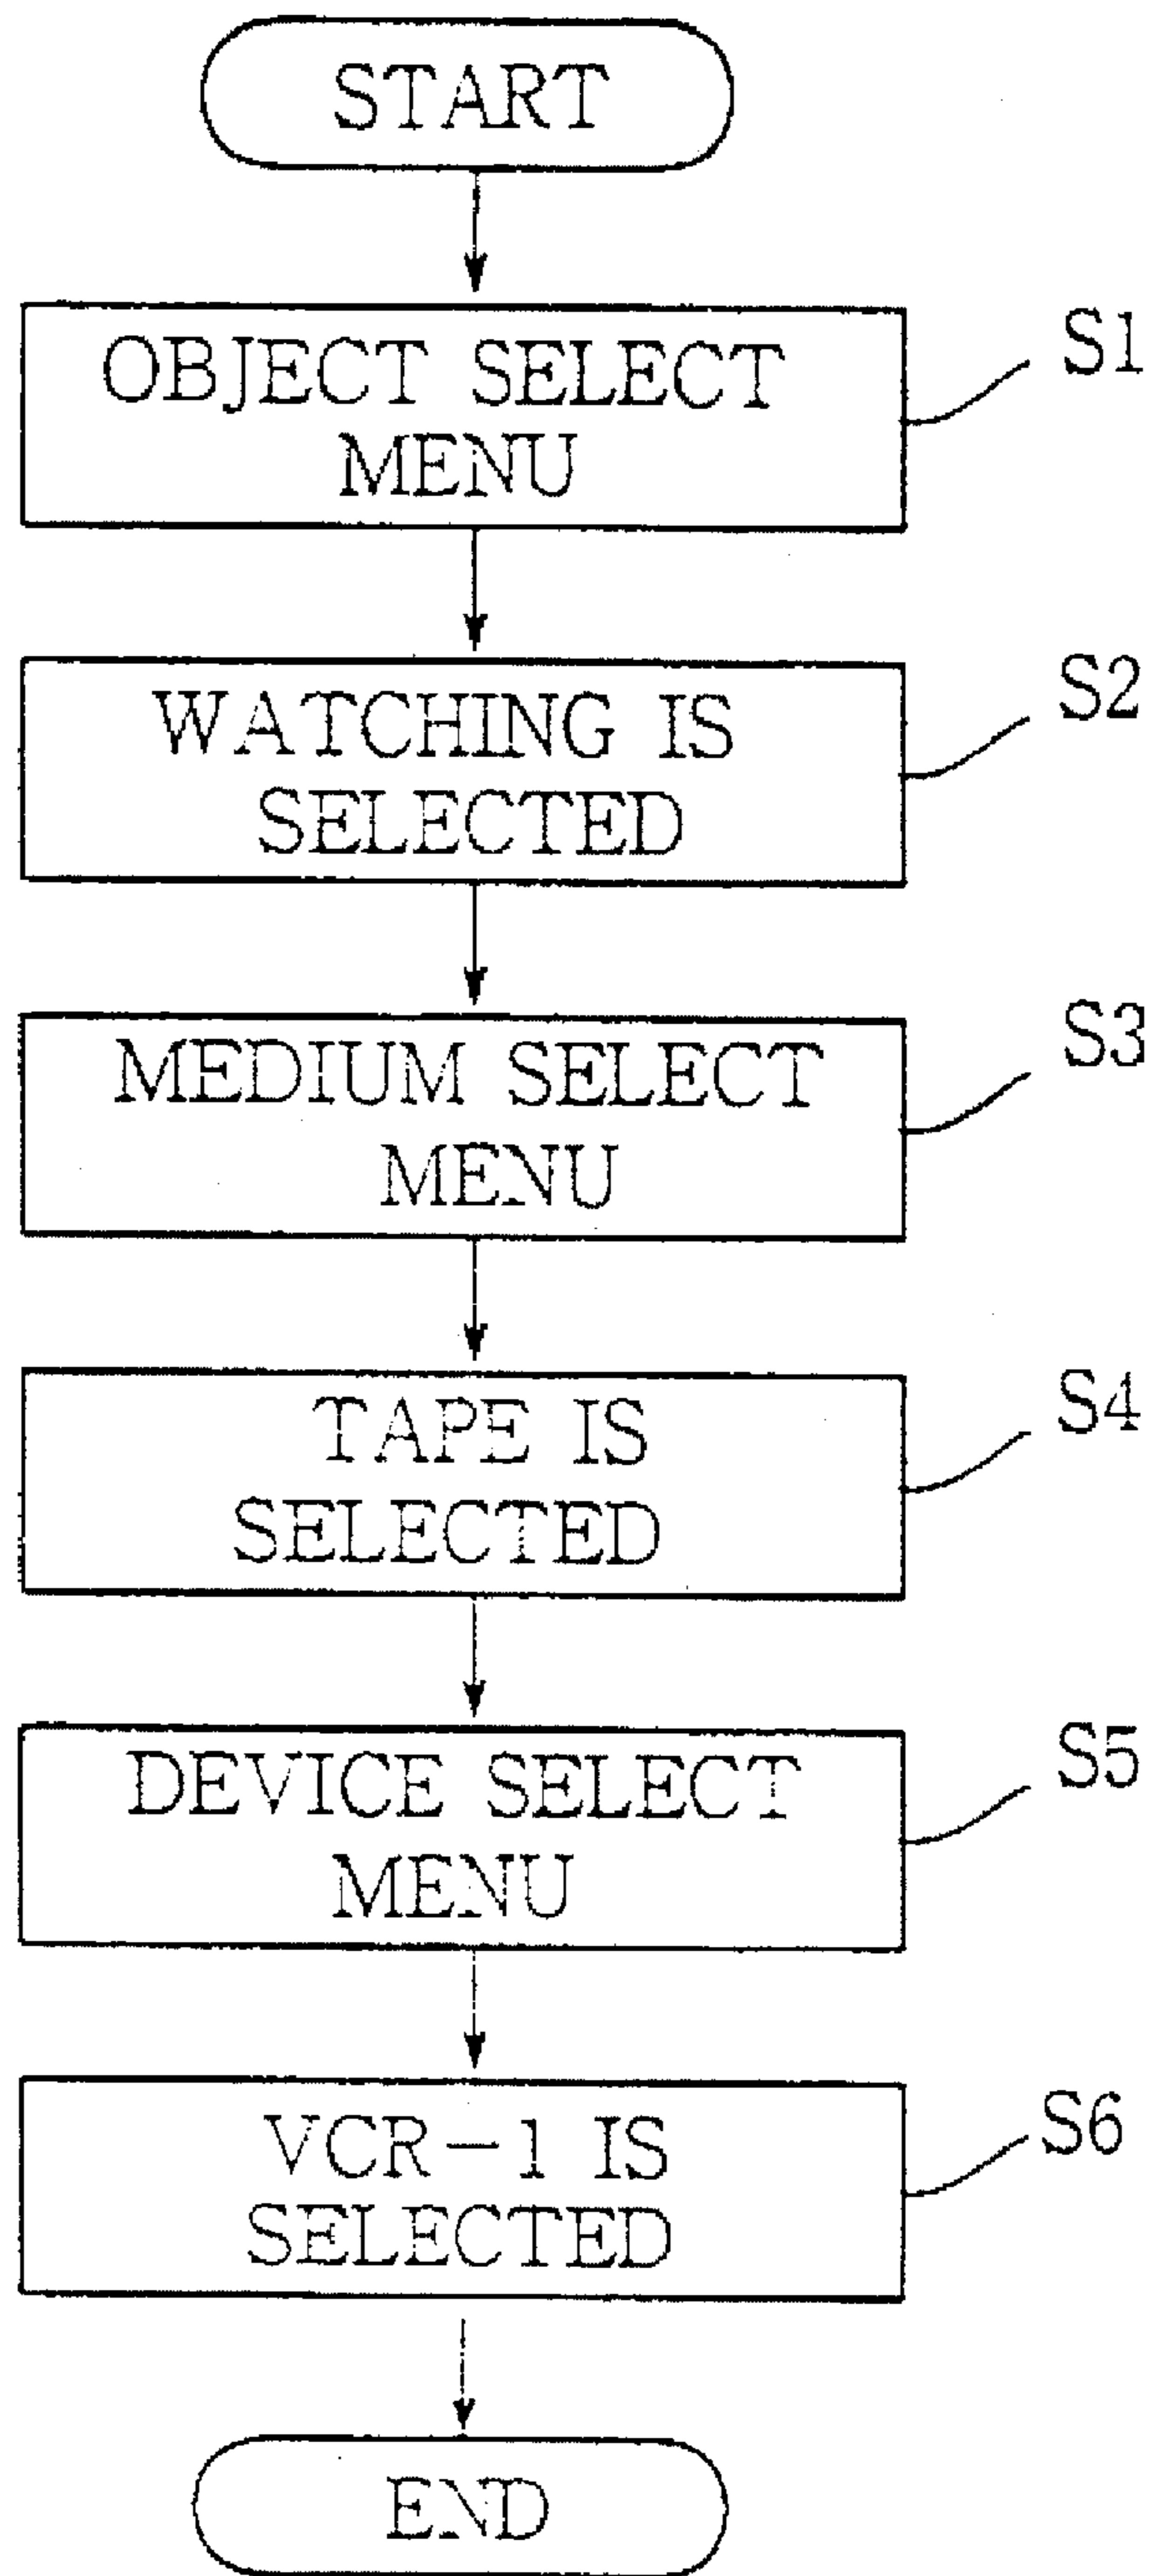 START
OBJECT SELECT
MENU
S1
WATCHING IS
SELECTED
S2
MEDIUM SELECT
MENU
S3
TAPE IS
SELECTED
S4
DEVICE SELECT
MENU
S5
VCR-1 IS
SELECTED
S6
END